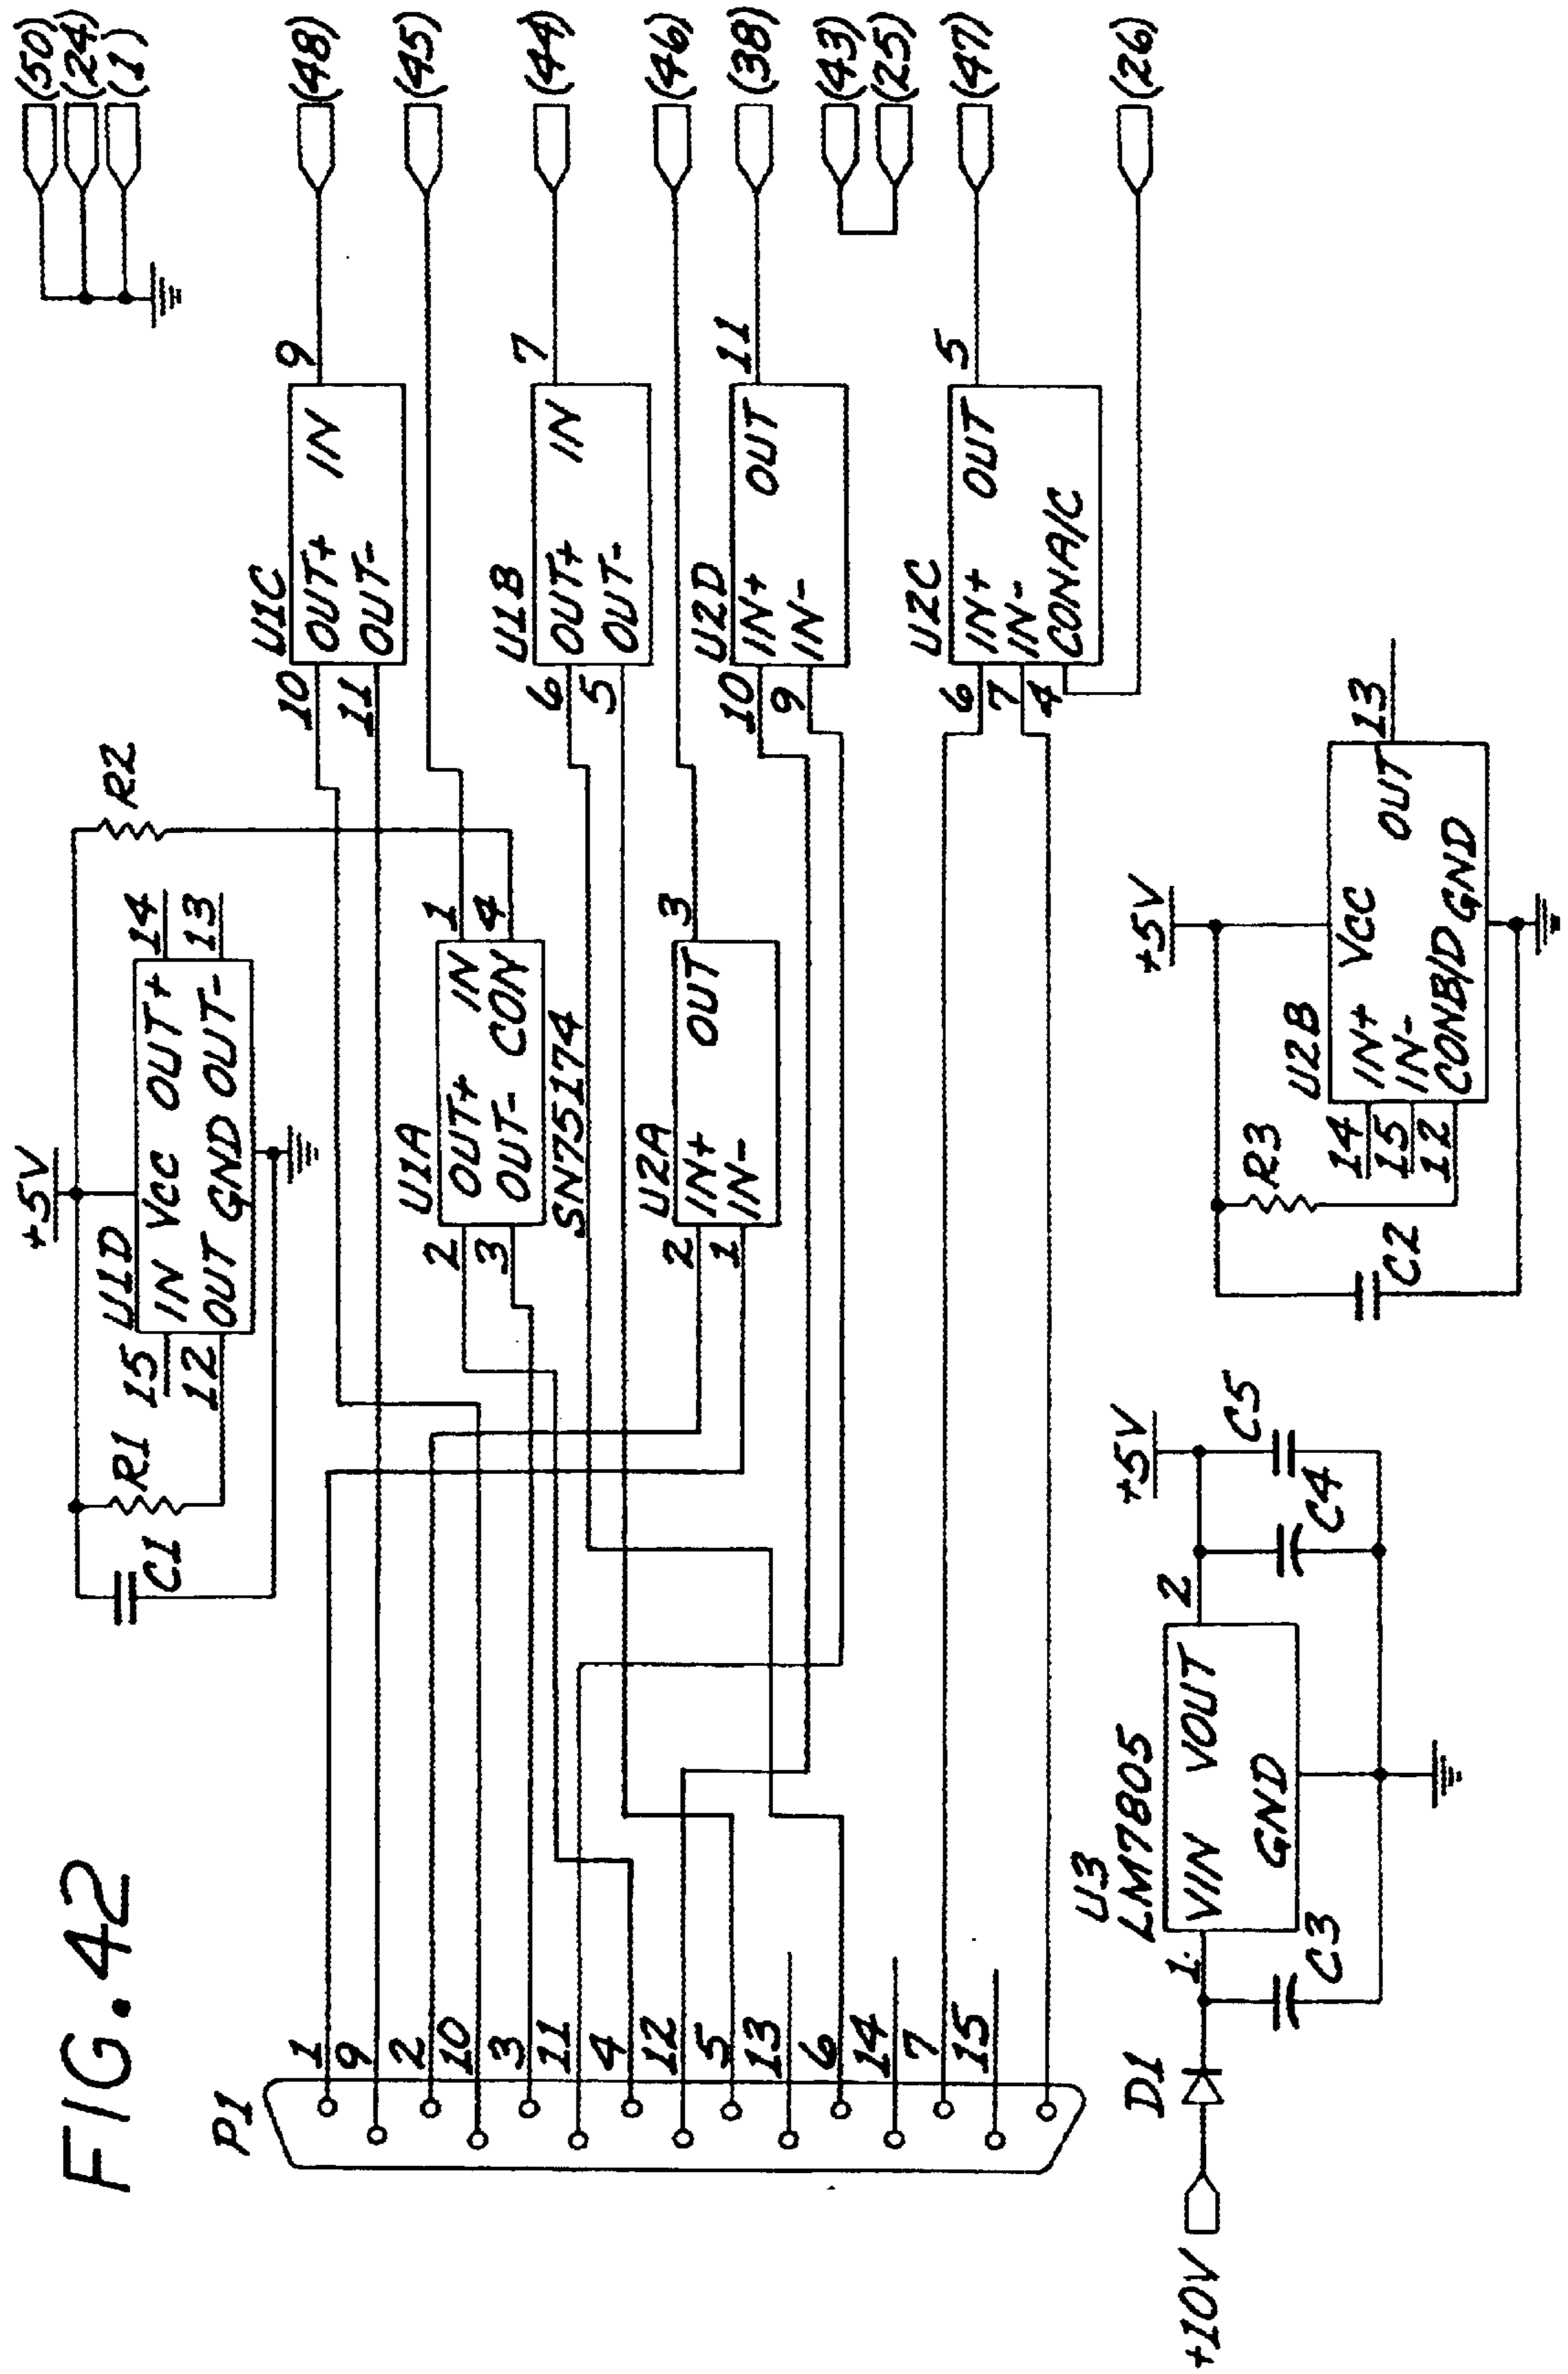 FIG. 42
(50)
(24)
(1)
+5V
U1D
IN VCC OUT+
OUT GND OUT-
15
12
14
13
R1
C1
R2
P1
1
9
2
10
3
11
4
12
5
13
6
14
7
15
U1C
OUT+ IN
OUT-
10
11
9
(48)
U1A
OUT+ IN
OUT- CON
SN75174
2
3
1
4
(45)
U1B
OUT+ IN
OUT-
6
5
7
(44)
U2A
IN+ OUT
IN-
2
1
3
(46)
U2D
IN+ OUT
IN-
10
9
11
(38)
(43)
(25)
U2C
IN+ OUT
IN-
CONA/C
6
7
4
5
(47)
(26)
+10V
D1
U3
LM7805
VIN VOUT
GND
1
2
C3
+5V
C4
C5
+5V
U2B
IN+ VCC
IN- OUT
CONB/D GND
14
15
12
13
R3
C2